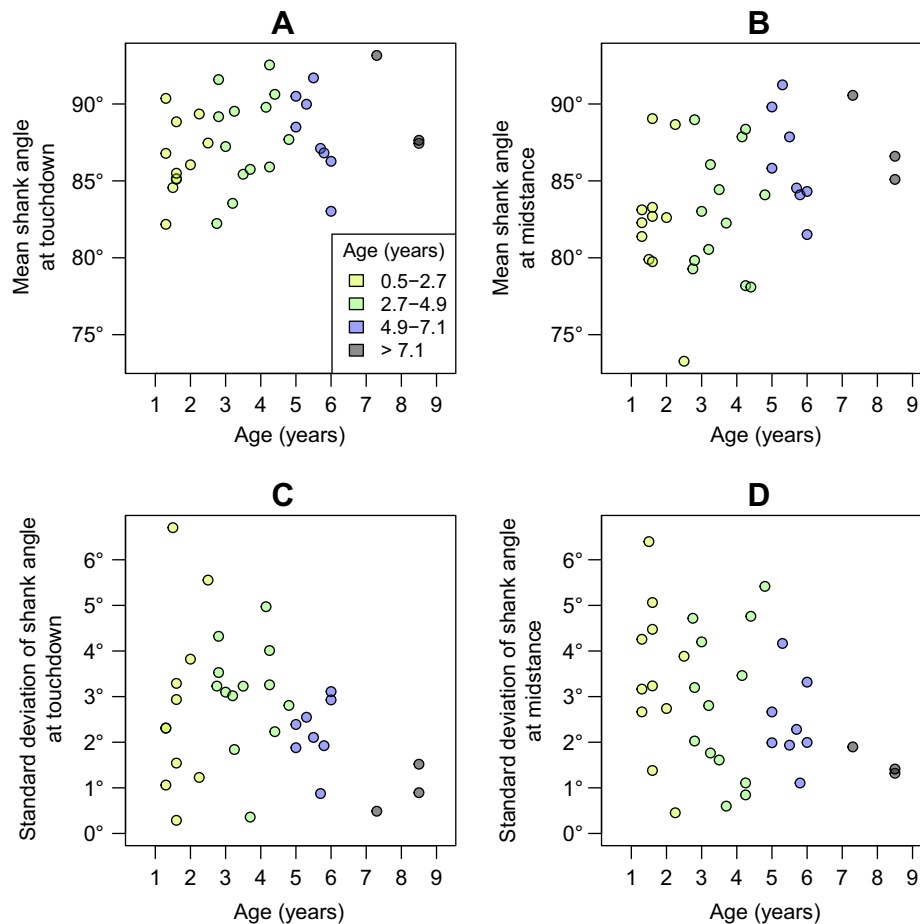 A
Mean shank angle
at touchdown
90°
85°
80°
75°
Age (years)
0.5−2.7
2.7−4.9
4.9−7.1
> 7.1
1 2 3 4 5 6 7 8 9
Age (years)
B
Mean shank angle
at midstance
90°
85°
80°
75°
1 2 3 4 5 6 7 8 9
Age (years)
C
Standard deviation of shank angle
at touchdown
6°
5°
4°
3°
2°
1°
0°
1 2 3 4 5 6 7 8 9
Age (years)
D
Standard deviation of shank angle
at midstance
6°
5°
4°
3°
2°
1°
0°
1 2 3 4 5 6 7 8 9
Age (years)